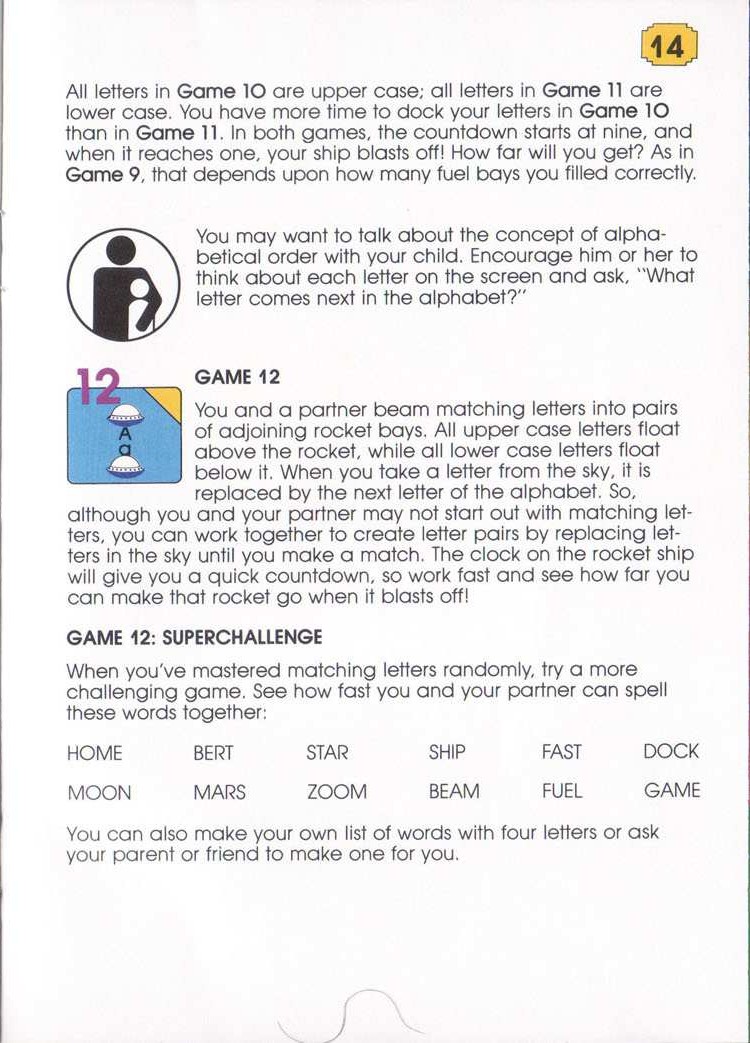 14
All letters in Game 10 are upper case; all letters in Game 11 are
lower case. You have more time to dock your letters in Game 10
than in Game 11. In both games, the countdown starts at nine, and
when it reaches one, your ship blasts off! How far will you get? As in
Game 9, that depends upon how many fuel bays you filled correctly.
You may want to talk about the concept of alpha-
betical order with your child. Encourage him or her to
think about each letter on the screen and ask, "What
letter comes next in the alphabet?"
12
A
a
GAME 12
You and a partner beam matching letters into pairs
of adjoining rocket bays. All upper case letters float
above the rocket, while all lower case letters float
below it. When you take a letter from the sky, it is
replaced by the next letter of the alphabet. So,
although you and your partner may not start out with matching let-
ters, you can work together to create letter pairs by replacing let-
ters in the sky until you make a match. The clock on the rocket ship
will give you a quick countdown, so work fast and see how far you
can make that rocket go when it blasts off!
GAME 12: SUPERCHALLENGE
When you've mastered matching letters randomly, try a more
challenging game. See how fast you and your partner can spell
these words together:
HOME BERT STAR SHIP FAST DOCK
MOON MARS ZOOM BEAM FUEL GAME
You can also make your own list of words with four letters or ask
your parent or friend to make one for you.